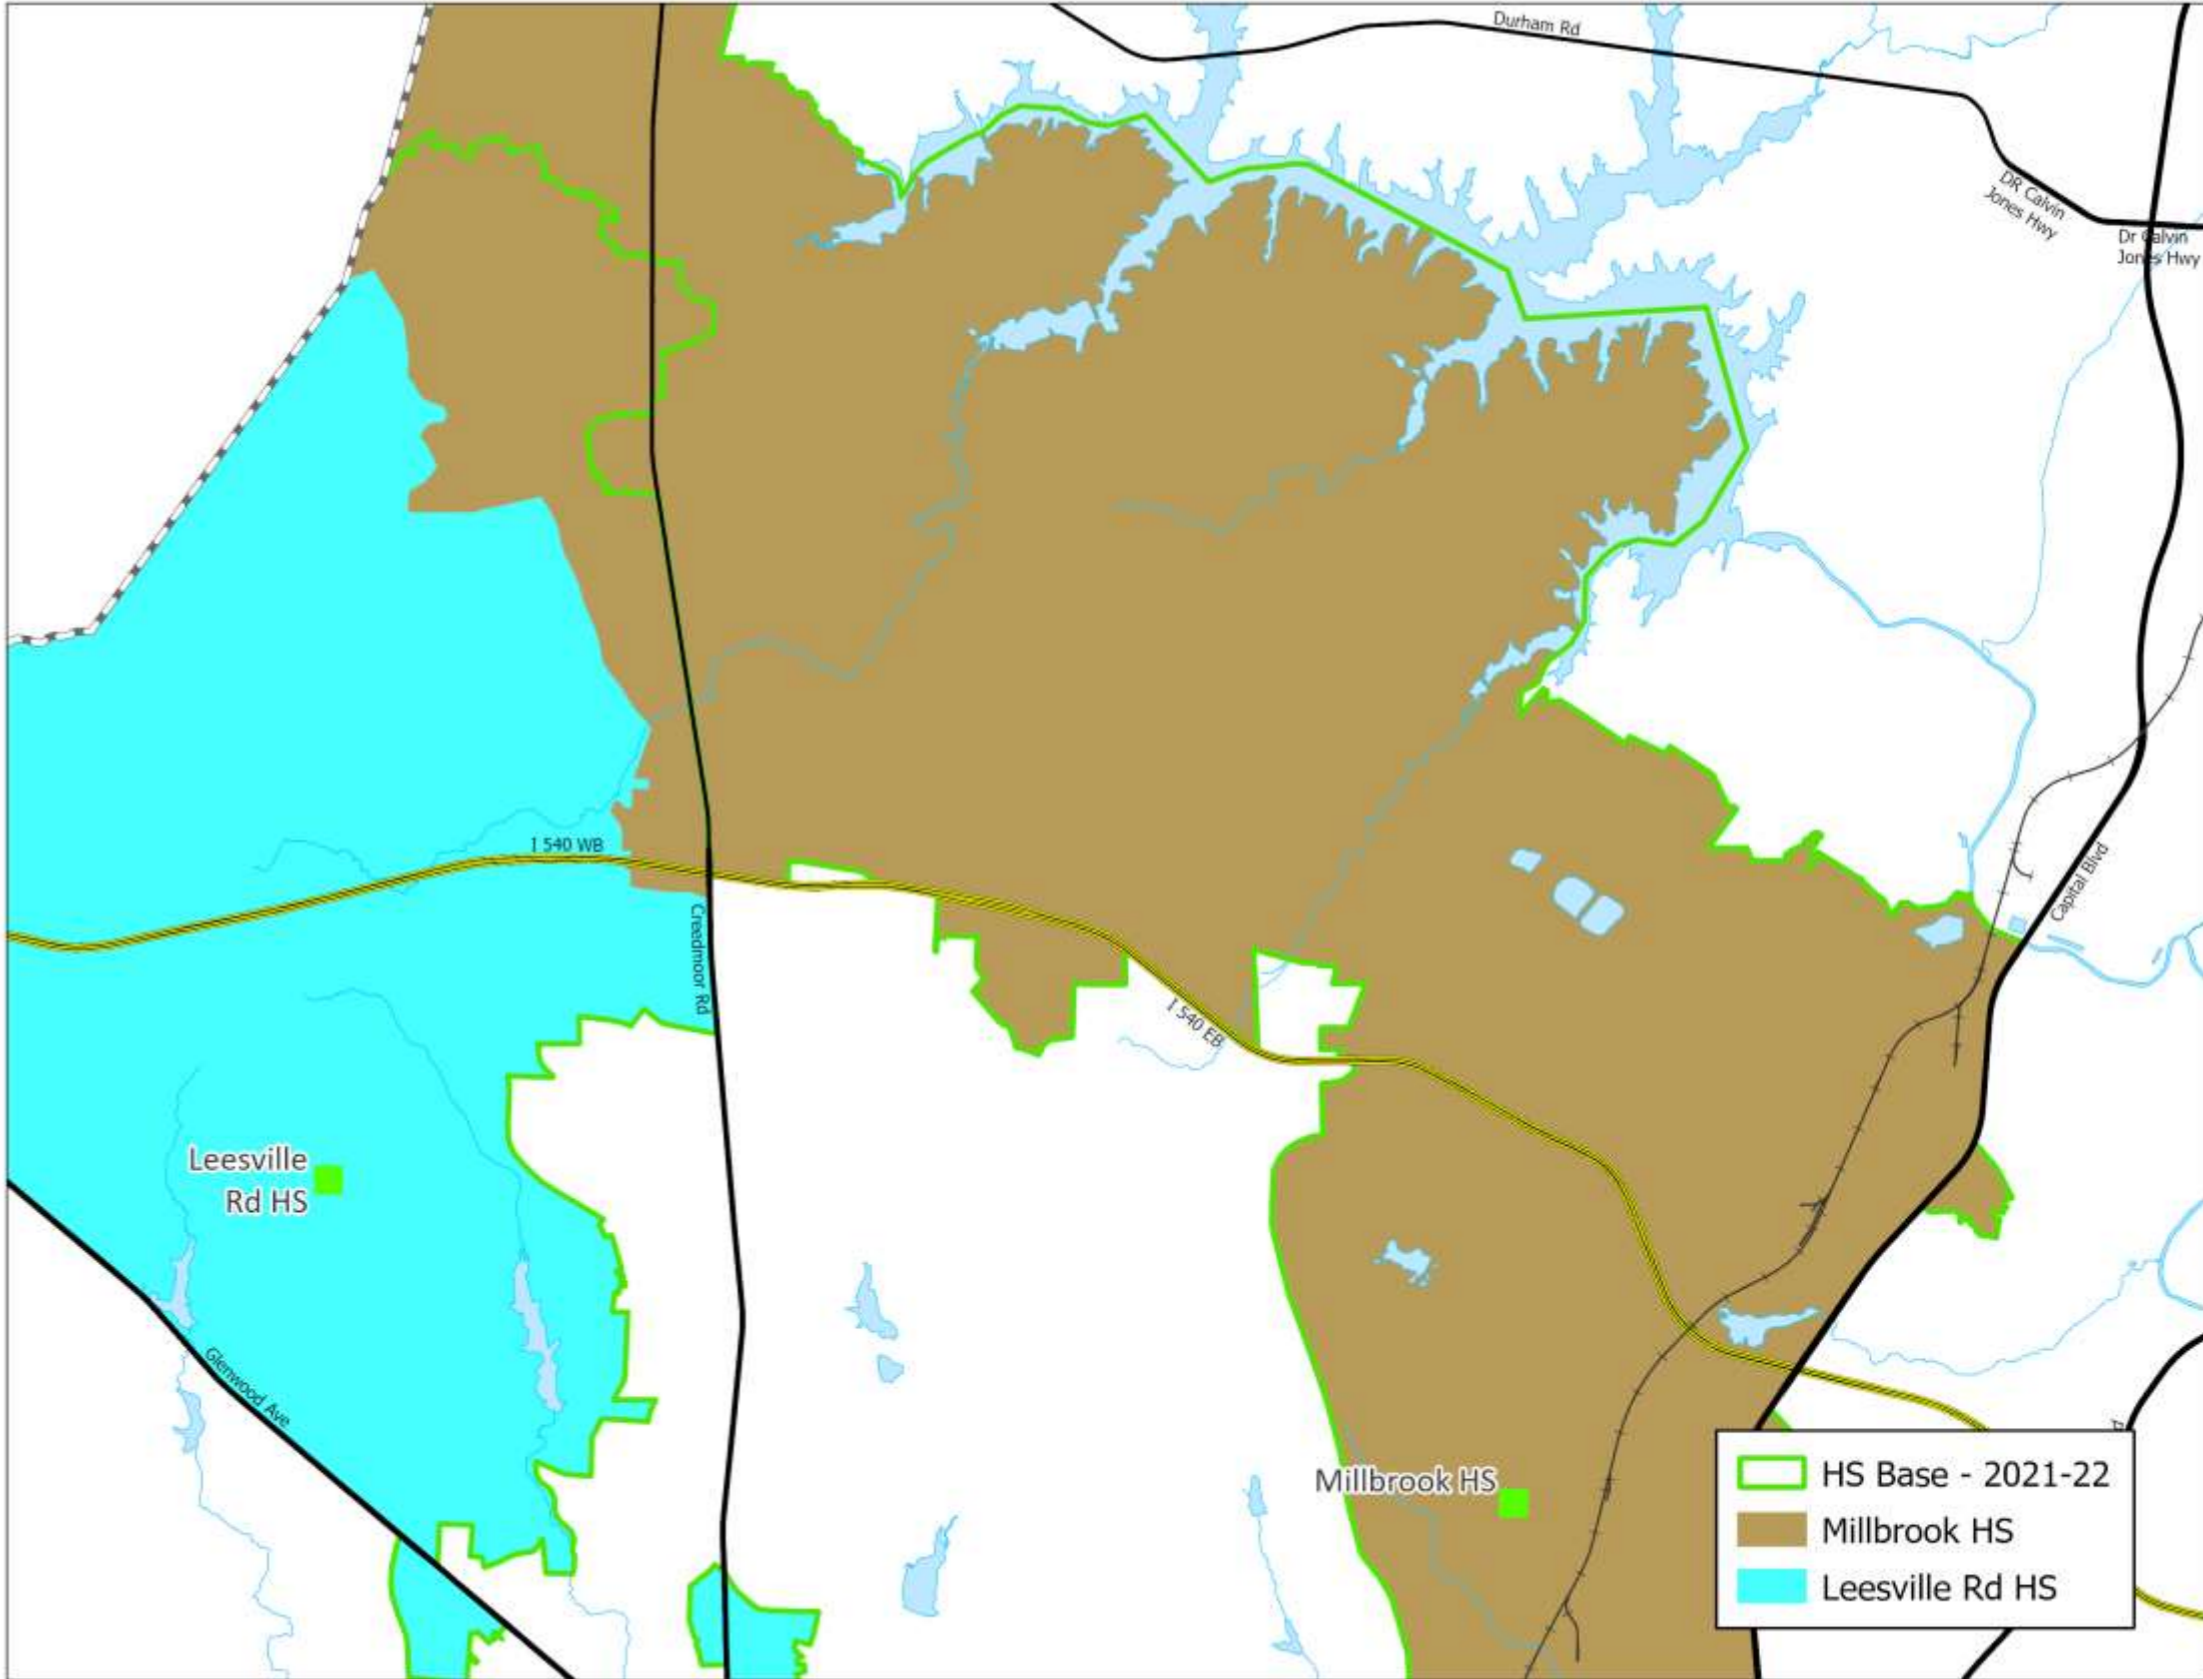 Durham Rd
DR Calvin
Jones Hwy
Dr Calvin
Jones Hwy
I 540 WB
Capital Blvd
Creedmoor Rd
I 540 EB
Leesville
Rd HS
Glenwood Ave
Millbrook HS
HS Base - 2021-22
Millbrook HS
Leesville Rd HS